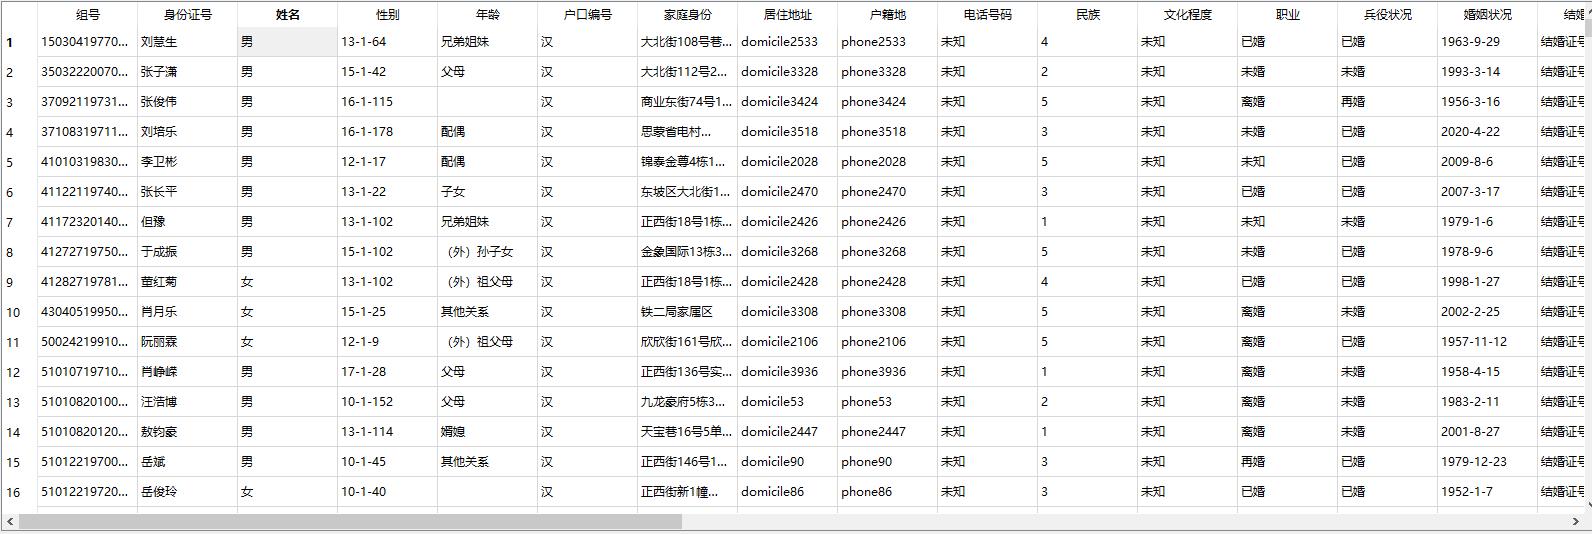 组号 身份证号 姓名 性别 年龄 户口编号 家庭身份 居住地址 户籍地 电话号码 民族 文化程度 职业 兵役状况 婚姻状况 结婚
1 15030419770... 刘慧生 男 13-1-64 兄弟姐妹 汉 大北街108号巷... domicile2533 phone2533 未知 4 未知 已婚 已婚 1963-9-29 结婚证号
2 35032220070... 张子潇 男 15-1-42 父母 汉 大北街112号2... domicile3328 phone3328 未知 2 未知 未婚 未婚 1993-3-14 结婚证号
3 37092119731... 张俊伟 男 16-1-115 汉 商业东街74号1... domicile3424 phone3424 未知 5 未知 离婚 再婚 1956-3-16 结婚证号
4 37108319711... 刘培乐 男 16-1-178 配偶 汉 思蒙省电村... domicile3518 phone3518 未知 3 未知 未婚 已婚 2020-4-22 结婚证号
5 41010319830... 李卫彬 男 12-1-17 配偶 汉 锦泰金尊4栋1... domicile2028 phone2028 未知 5 未知 未知 已婚 2009-8-6 结婚证号
6 41122119740... 张长平 男 13-1-22 子女 汉 东坡区大北街1... domicile2470 phone2470 未知 3 未知 已婚 已婚 2007-3-17 结婚证号
7 41172320140... 但豫 男 13-1-102 兄弟姐妹 汉 正西街18号1栋... domicile2426 phone2426 未知 1 未知 未知 未婚 1979-1-6 结婚证号
8 41272719750... 于成振 男 15-1-102 （外）孙子女 汉 金象国际13栋3... domicile3268 phone3268 未知 5 未知 未婚 已婚 1978-9-6 结婚证号
9 41282719781... 董红菊 女 13-1-102 （外）祖父母 汉 正西街18号1栋... domicile2428 phone2428 未知 4 未知 已婚 已婚 1998-1-27 结婚证号
10 43040519950... 肖月乐 女 15-1-25 其他关系 汉 铁二局家属区 domicile3308 phone3308 未知 5 未知 离婚 未婚 2002-2-25 结婚证号
11 50024219910... 阮丽霖 女 12-1-9 （外）祖父母 汉 欣欣街161号欣... domicile2106 phone2106 未知 5 未知 离婚 已婚 1957-11-12 结婚证号
12 51010719710... 肖峥嵘 男 17-1-28 父母 汉 正西街136号实... domicile3936 phone3936 未知 1 未知 离婚 未婚 1958-4-15 结婚证号
13 51010820100... 汪浩博 男 10-1-152 父母 汉 九龙豪府5栋3... domicile53 phone53 未知 2 未知 离婚 未婚 1983-2-11 结婚证号
14 51010820120... 敖钧豪 男 13-1-114 婿媳 汉 天宝巷16号5单... domicile2447 phone2447 未知 1 未知 离婚 未婚 2001-8-27 结婚证号
15 51012219700... 岳斌 男 10-1-45 其他关系 汉 正西街146号1... domicile90 phone90 未知 3 未知 再婚 已婚 1979-12-23 结婚证号
16 51012219720... 岳俊玲 女 10-1-40 汉 正西街新1幢... domicile86 phone86 未知 3 未知 已婚 已婚 1952-1-7 结婚证号